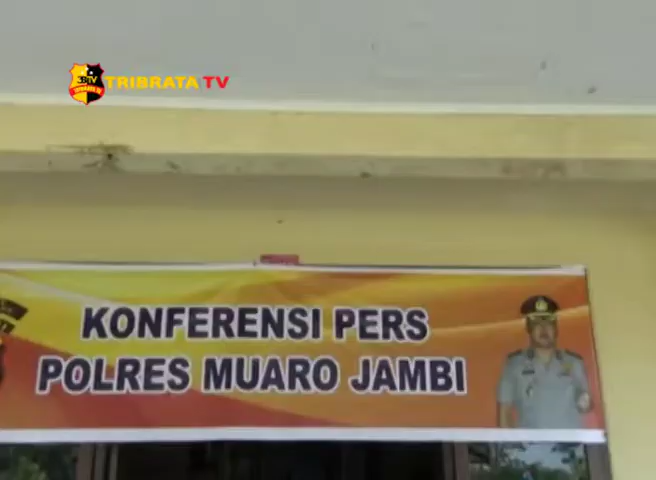 TRIBRATA TV
KONFERENSI PERS
POLRES MUARO JAMBI